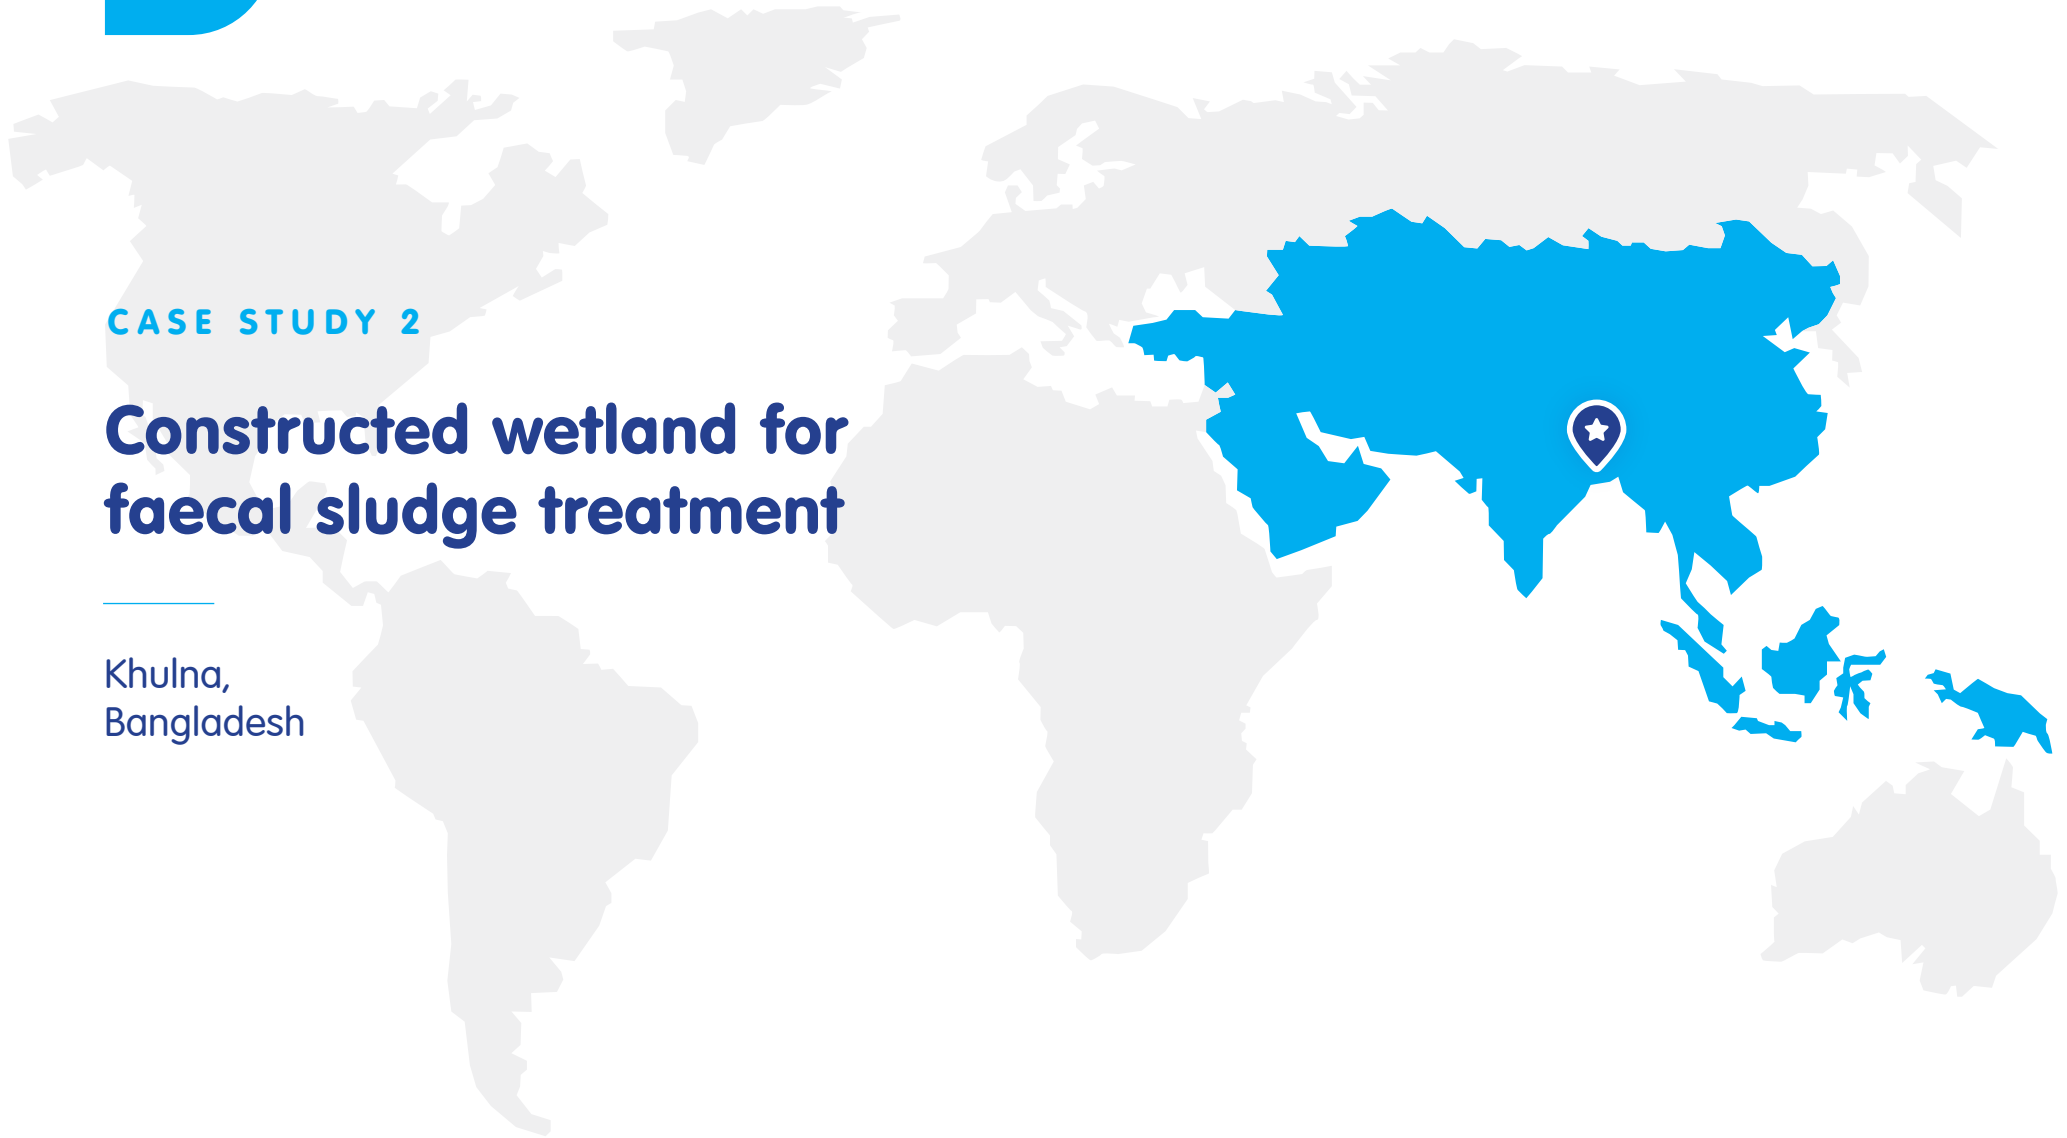 CASE STUDY 2
Constructed wetland for
faecal sludge treatment
Khulna,
Bangladesh